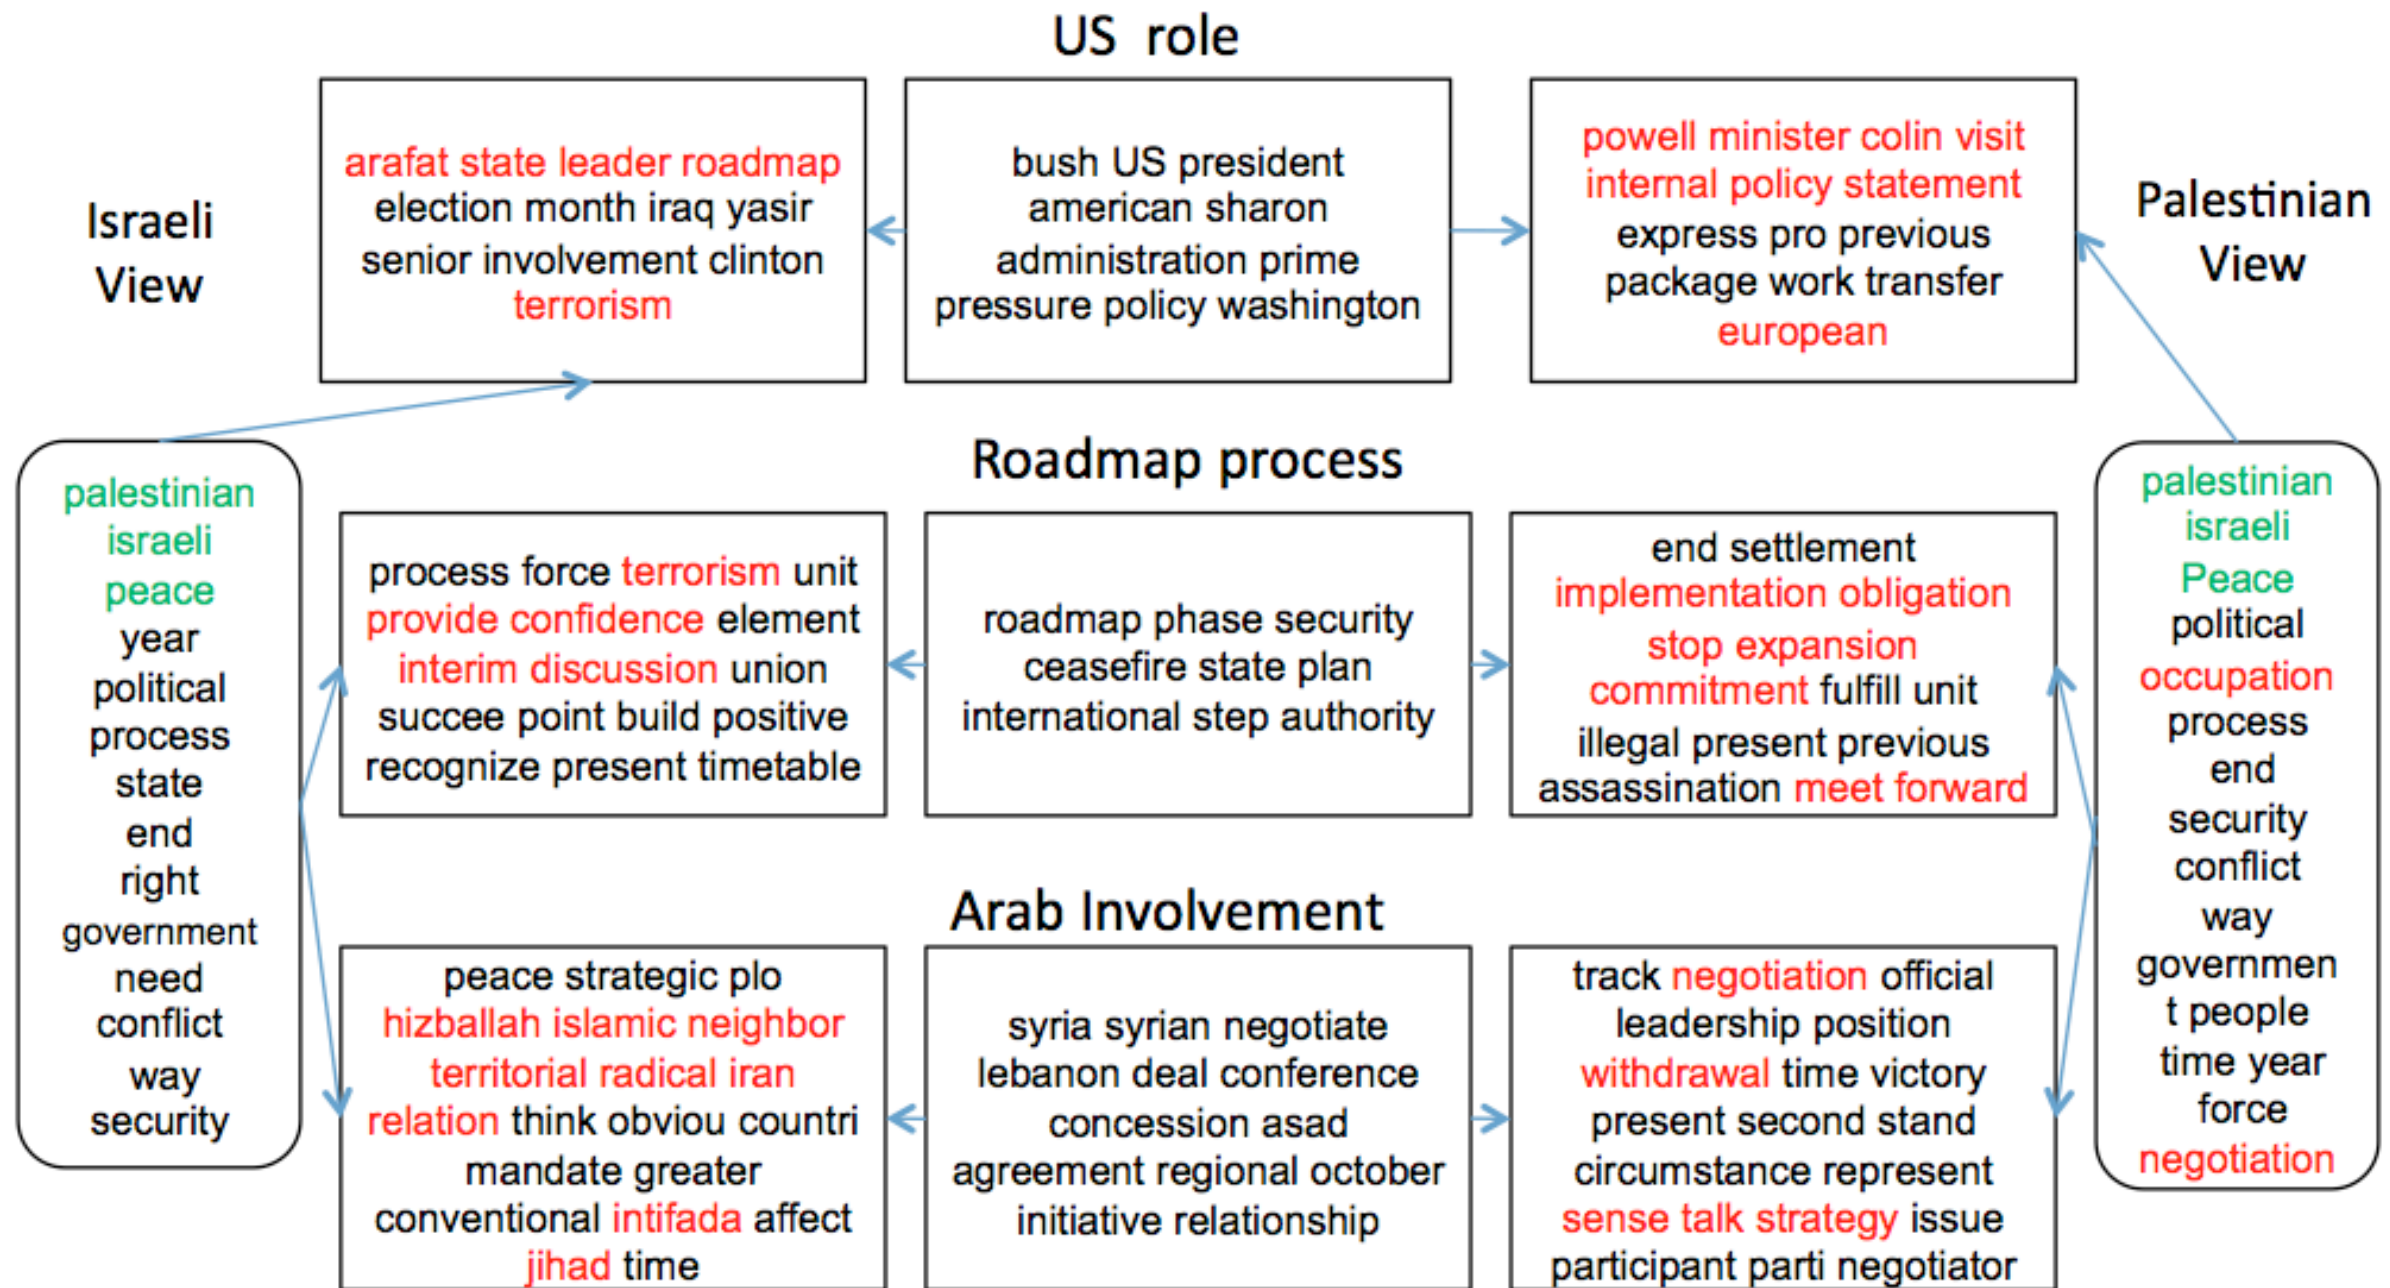 US role
Israeli
View
arafat state leader roadmap
election month iraq yasir
senior involvement clinton
terrorism
bush US president
american sharon
administration prime
pressure policy washington
powell minister colin visit
internal policy statement
express pro previous
package work transfer
european
Palestinian
View
palestinian
israeli
peace
year
political
process
state
end
right
government
need
conflict
way
security
Roadmap process
process force terrorism unit
provide confidence element
interim discussion union
succee point build positive
recognize present timetable
roadmap phase security
ceasefire state plan
international step authority
end settlement
implementation obligation
stop expansion
commitment fulfill unit
illegal present previous
assassination meet forward
Arab Involvement
peace strategic plo
hizballah islamic neighbor
territorial radical iran
relation think obviou countri
mandate greater
conventional intifada affect
jihad time
syria syrian negotiate
lebanon deal conference
concession asad
agreement regional october
initiative relationship
track negotiation official
leadership position
withdrawal time victory
present second stand
circumstance represent
sense talk strategy issue
participant parti negotiator
palestinian
israeli
Peace
political
occupation
process
end
security
conflict
way
governmen
t people
time year
force
negotiation